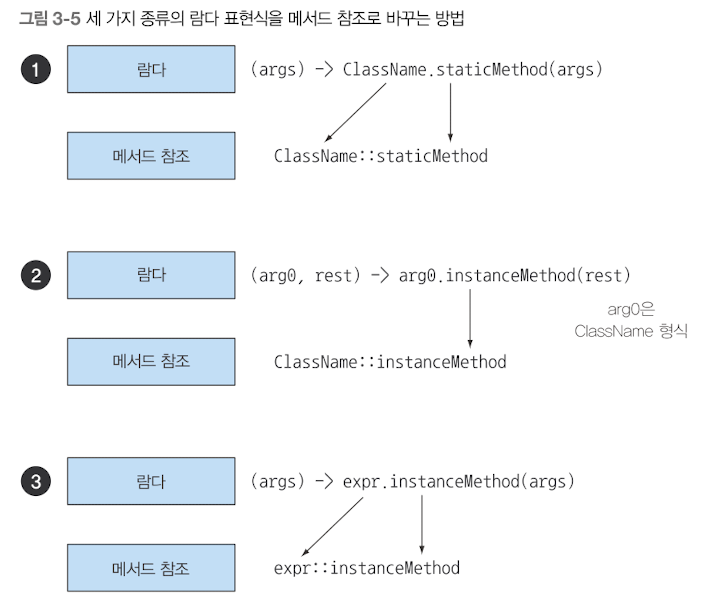 그림 3-5 세 가지 종류의 람다 표현식을 메서드 참조로 바꾸는 방법
1 람다 (args) -> ClassName.staticMethod(args)
메서드 참조 ClassName::staticMethod
2 람다 (arg0, rest) -> arg0.instanceMethod(rest)
arg0은
ClassName 형식
메서드 참조 ClassName::instanceMethod
3 람다 (args) -> expr.instanceMethod(args)
메서드 참조 expr::instanceMethod